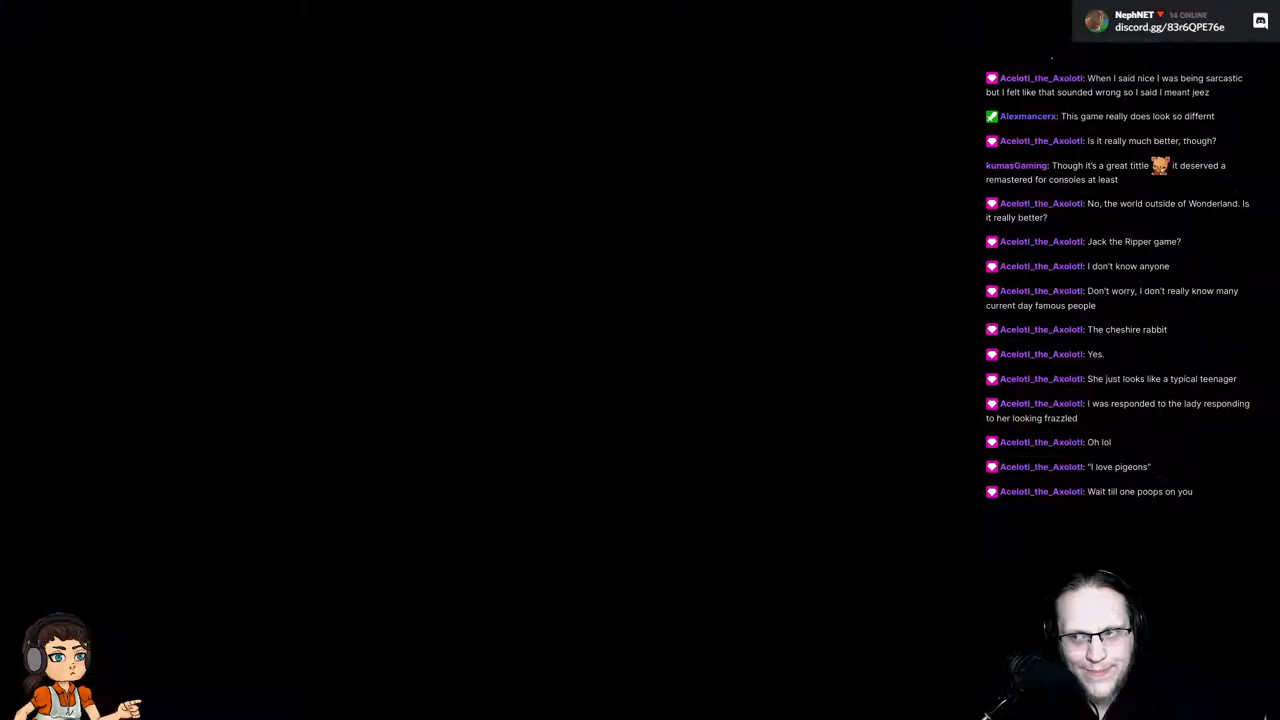 NephNET 14 ONLINE
discord.gg/83r6QPE76e
Acelotl_the_Axolotl: When I said nice I was being sarcastic
but I felt like that sounded wrong so I said I meant jeez
Alexmancerx: This game really does look so differnt
Acelotl_the_Axolotl: Is it really much better, though?
kumasGaming: Though it's a great tittle it deserved a
remastered for consoles at least
Acelotl_the_Axolotl: No, the world outside of Wonderland. Is
it really better?
Acelotl_the_Axolotl: Jack the Ripper game?
Acelotl_the_Axolotl: I don't know anyone
Acelotl_the_Axolotl: Don't worry, I don't really know many
current day famous people
Acelotl_the_Axolotl: The cheshire rabbit
Acelotl_the_Axolotl: Yes.
Acelotl_the_Axolotl: She just looks like a typical teenager
Acelotl_the_Axolotl: I was responded to the lady responding
to her looking frazzled
Acelotl_the_Axolotl: Oh lol
Acelotl_the_Axolotl: "I love pigeons"
Acelotl_the_Axolotl: Wait till one poops on you